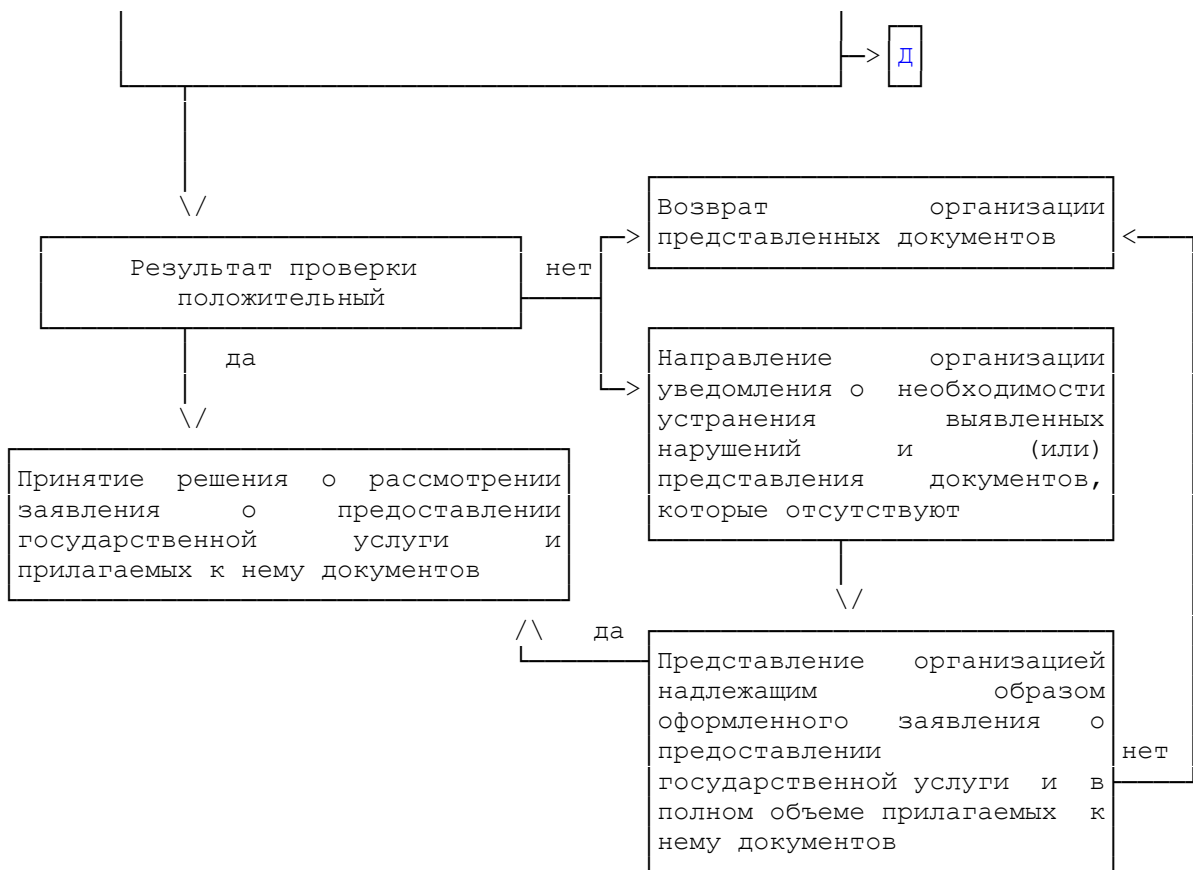 Д
Возврат организации
представленных документов
Результат проверки
положительный
нет
да
Направление организации
уведомления о необходимости
устранения выявленных
нарушений и (или)
представления документов,
которые отсутствуют
Принятие решения о рассмотрении
заявления о предоставлении
государственной услуги и
прилагаемых к нему документов
да
Представление организацией
надлежащим образом
оформленного заявления о
предоставлении
государственной услуги и в
полном объеме прилагаемых к
нему документов
нет